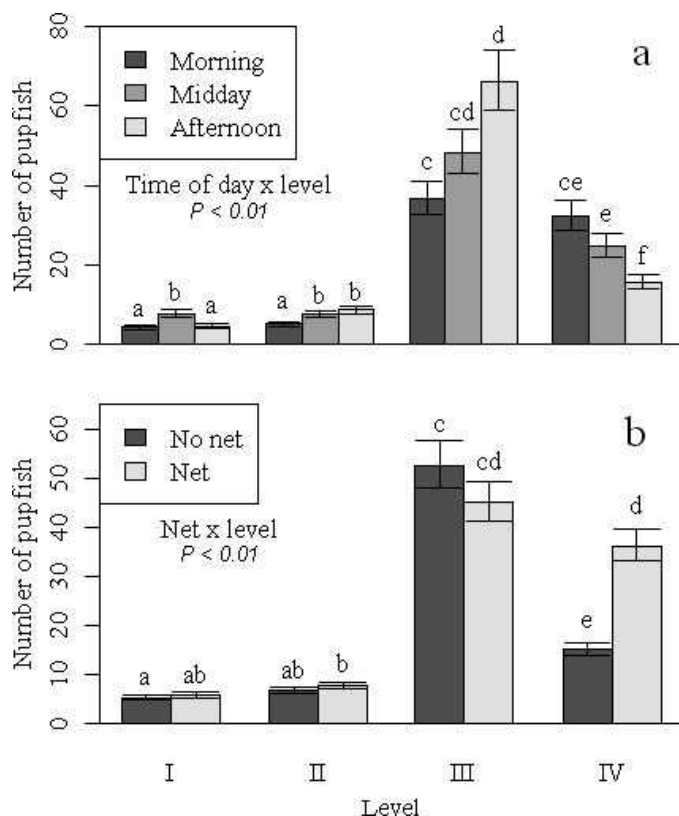 a
Morning
Midday
Afternoon
Time of day x level
P < 0.01
Number of pupfish
0 20 40 60 80
a b a
a b b
c cd d
ce e f
b
No net
Net
Net x level
P < 0.01
Number of pupfish
0 10 20 30 40 50 60
a ab
ab b
c cd
e d
I II III IV
Level